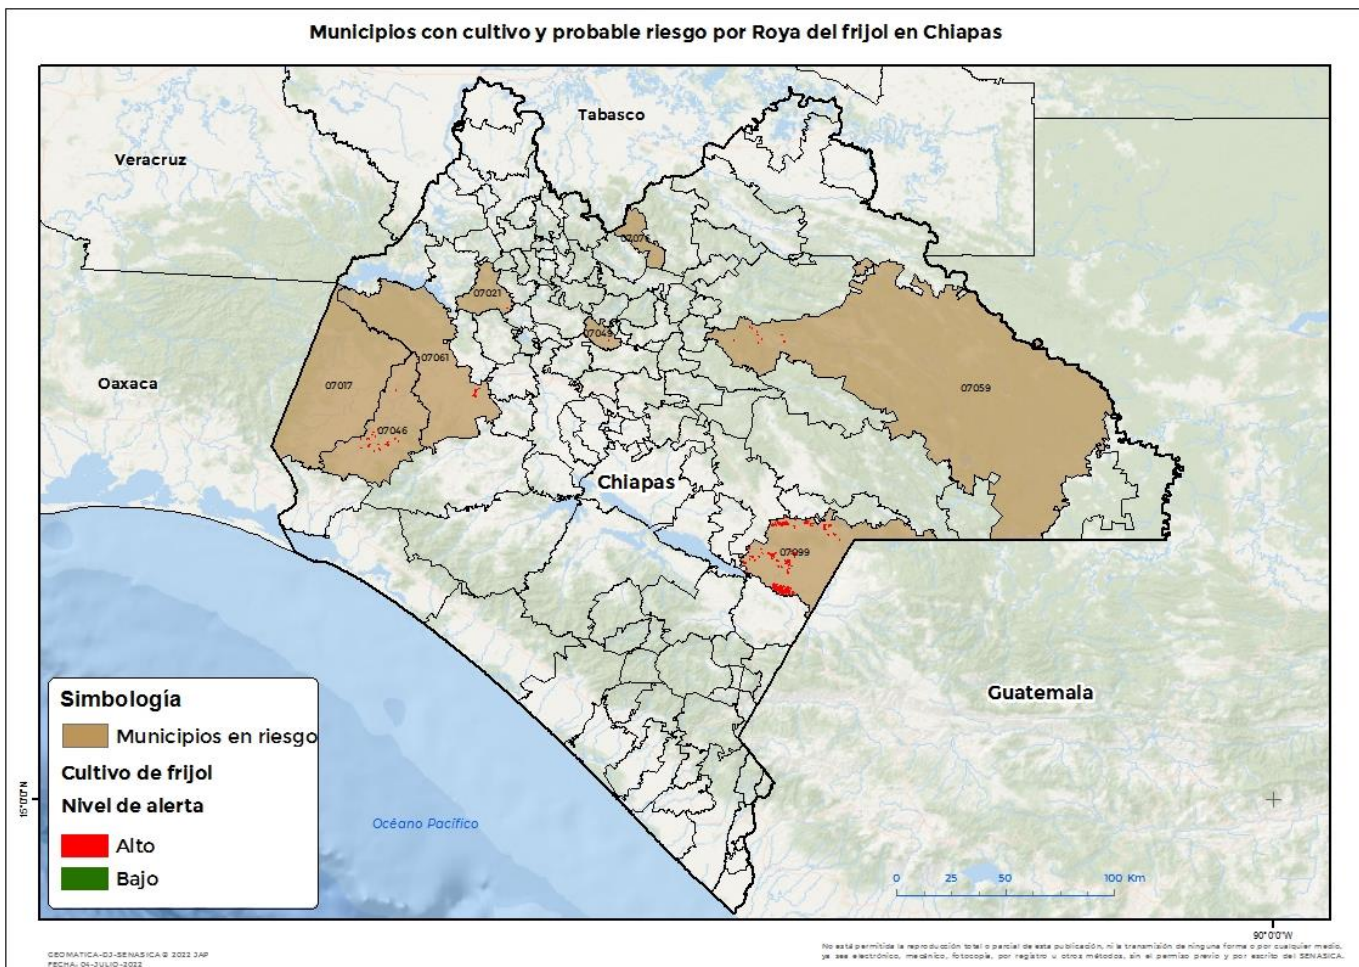 Municipios con cultivo y probable riesgo por Roya del frijol en Chiapas
Tabasco
Veracruz
07076
07021
07049
07061
Oaxaca
07017
07059
07046
Chiapas
07099
Guatemala
Simbología
Municipios en riesgo
Cultivo de frijol
Nivel de alerta
15°0'0"N
Océano Pacífico
Alto
Bajo
0 25 50 100 Km
90°0'0"W
GEOMATICA-DJ-SENASICA © 2022 JAP
FECHA: 04-JULIO-2022
No está permitida la reproducción total o parcial de esta publicación, ni la transmisión de ninguna forma o por cualquier medio,
ya sea electrónico, mecánico, fotocopia, por registro u otros métodos, sin el permiso previo y por escrito del SENASICA.